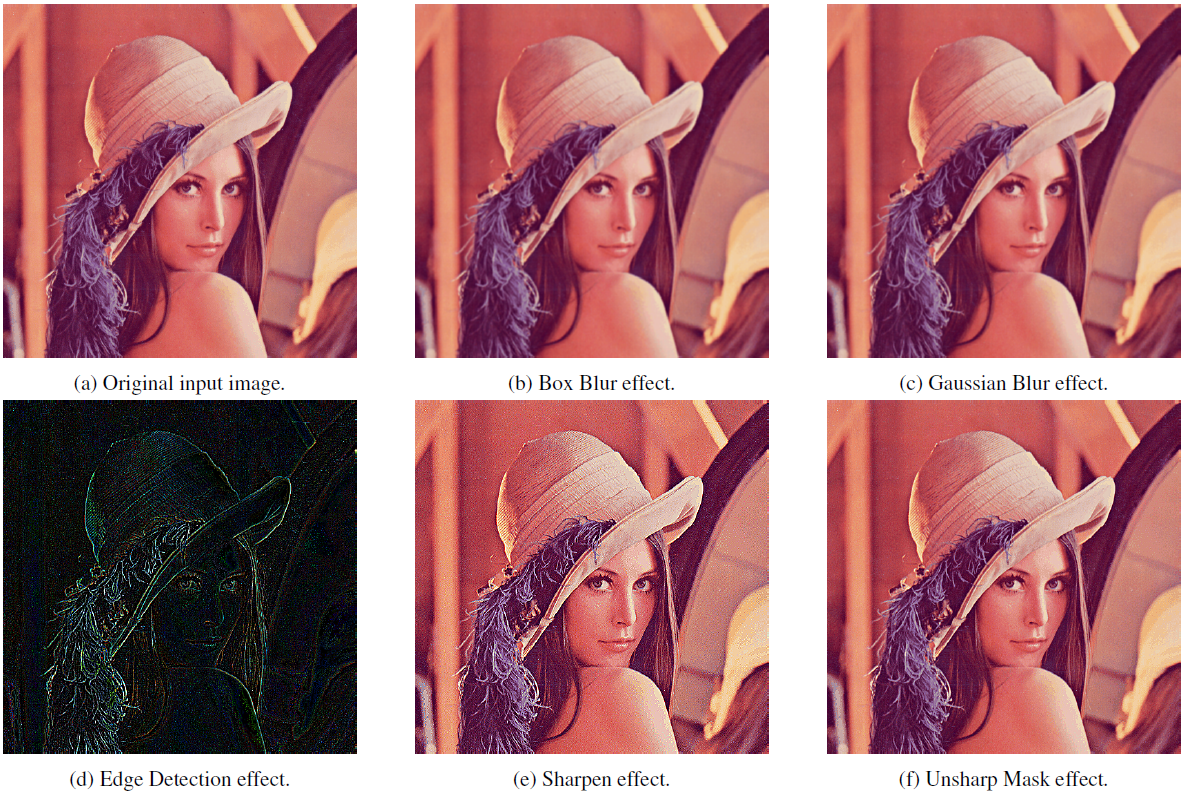 (a) Original input image.
(b) Box Blur effect.
(c) Gaussian Blur effect.
(d) Edge Detection effect.
(e) Sharpen effect.
(f) Unsharp Mask effect.